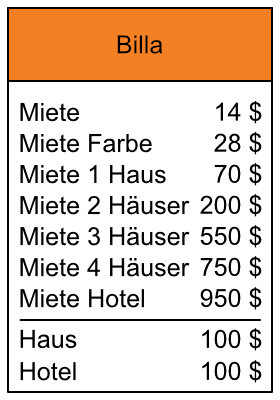 Billa
Miete 14 $
Miete Farbe 28 $
Miete 1 Haus 70 $
Miete 2 Häuser 200 $
Miete 3 Häuser 550 $
Miete 4 Häuser 750 $
Miete Hotel 950 $
Haus 100 $
Hotel 100 $